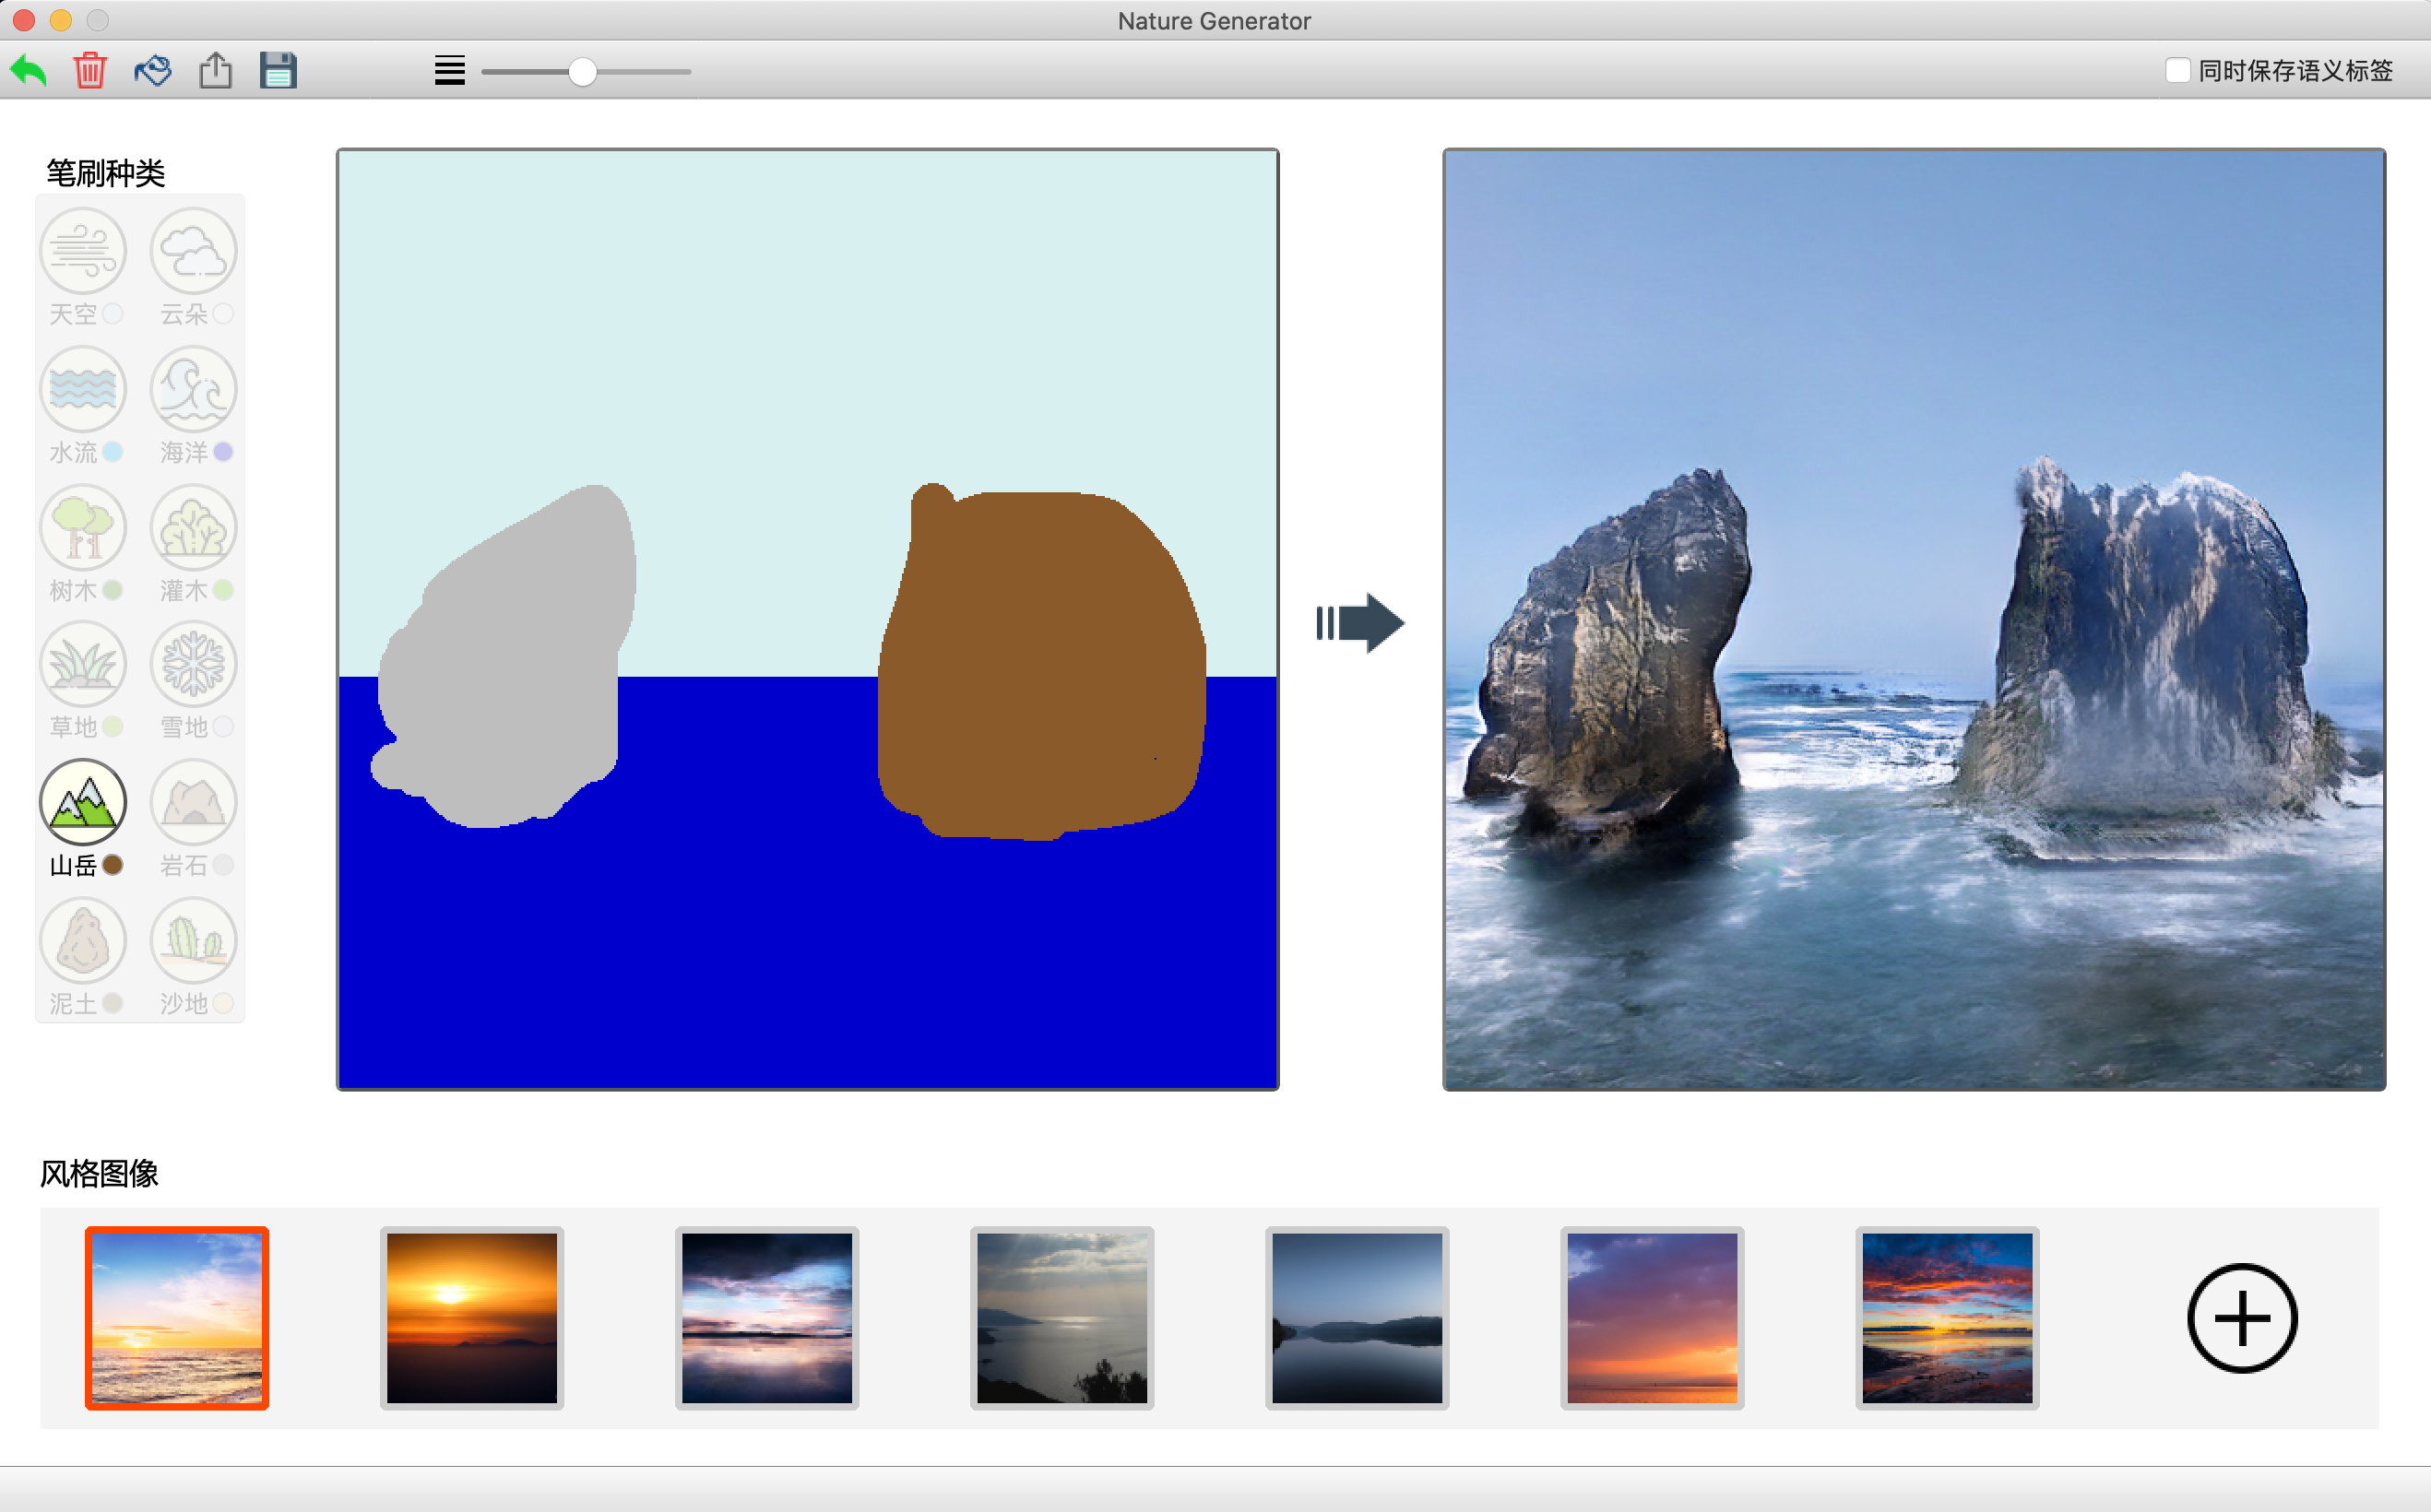 Nature Generator
同时保存语义标签
笔刷种类
天空 云朵
水流 海洋
树木 灌木
草地 雪地
山岳 岩石
泥土 沙地
风格图像